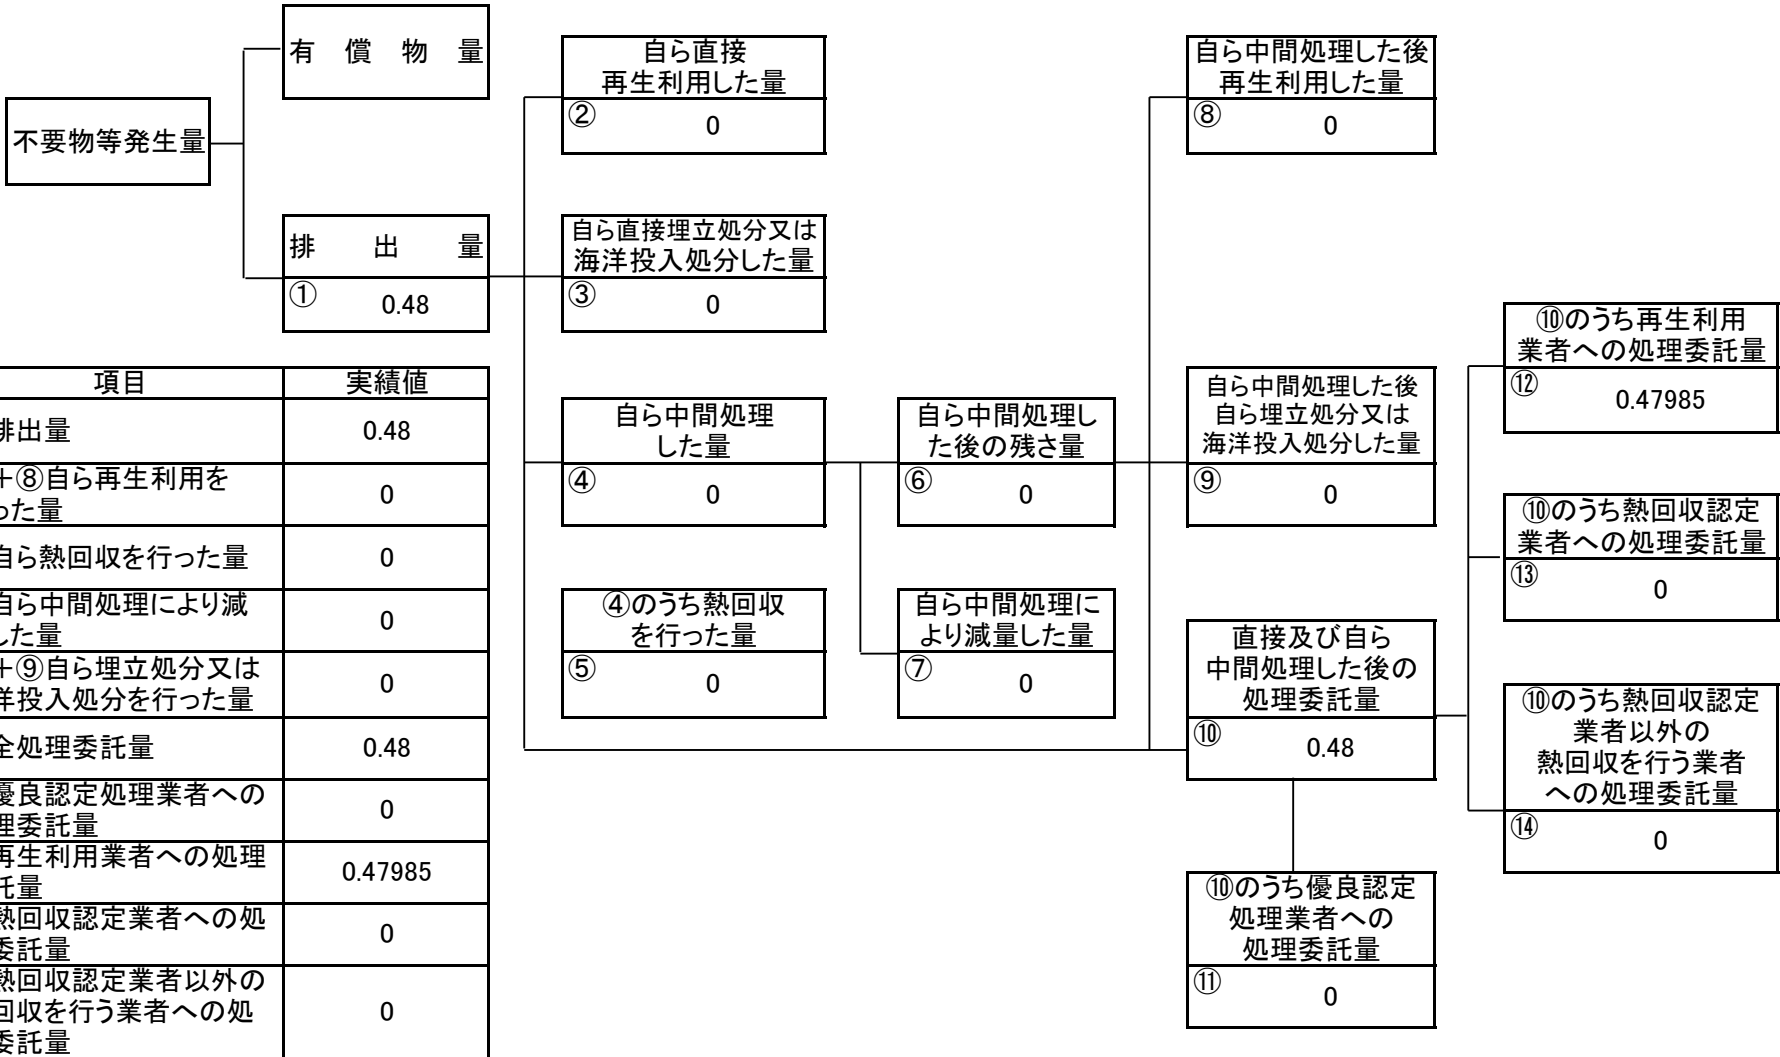 有償物量
不要物等発生量
排出量
①
0.48
自ら直接
再生利用した量
②
0
自ら直接埋立処分又は
海洋投入処分した量
③
0
自ら中間処理
した量
④
0
④のうち熱回収
を行った量
⑤
0
自ら中間処理し
た後の残さ量
⑥
0
自ら中間処理に
より減量した量
⑦
0
自ら中間処理した後
再生利用した量
⑧
0
自ら中間処理した後
自ら埋立処分又は
海洋投入処分した量
⑨
0
直接及び自ら
中間処理した後の
処理委託量
⑩
0.48
⑩のうち優良認定
処理業者への
処理委託量
⑪
0
⑩のうち再生利用
業者への処理委託量
⑫
0.47985
⑩のうち熱回収認定
業者への処理委託量
⑬
0
⑩のうち熱回収認定
業者以外の
熱回収を行う業者
への処理委託量
⑭
0
項目 実績値
排出量 0.48
+⑧自ら再生利用を
った量
0
自ら熱回収を行った量 0
自ら中間処理により減
した量
0
+⑨自ら埋立処分又は
洋投入処分を行った量
0
全処理委託量 0.48
優良認定処理業者への
理委託量
0
再生利用業者への処理
託量
0.47985
熱回収認定業者への処
委託量
0
熱回収認定業者以外の
回収を行う業者への処
委託量
0